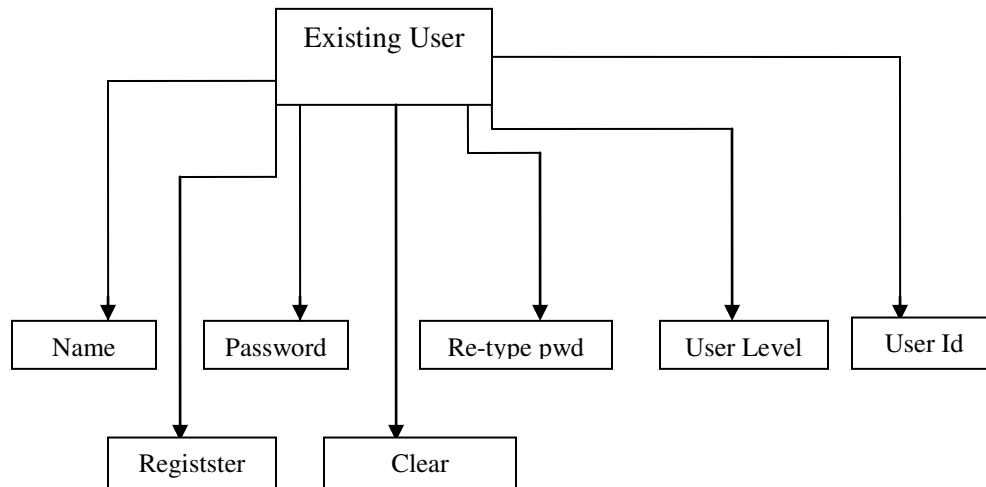 Existing User
Name
Password
Re-type pwd
User Level
User Id
Registster
Clear